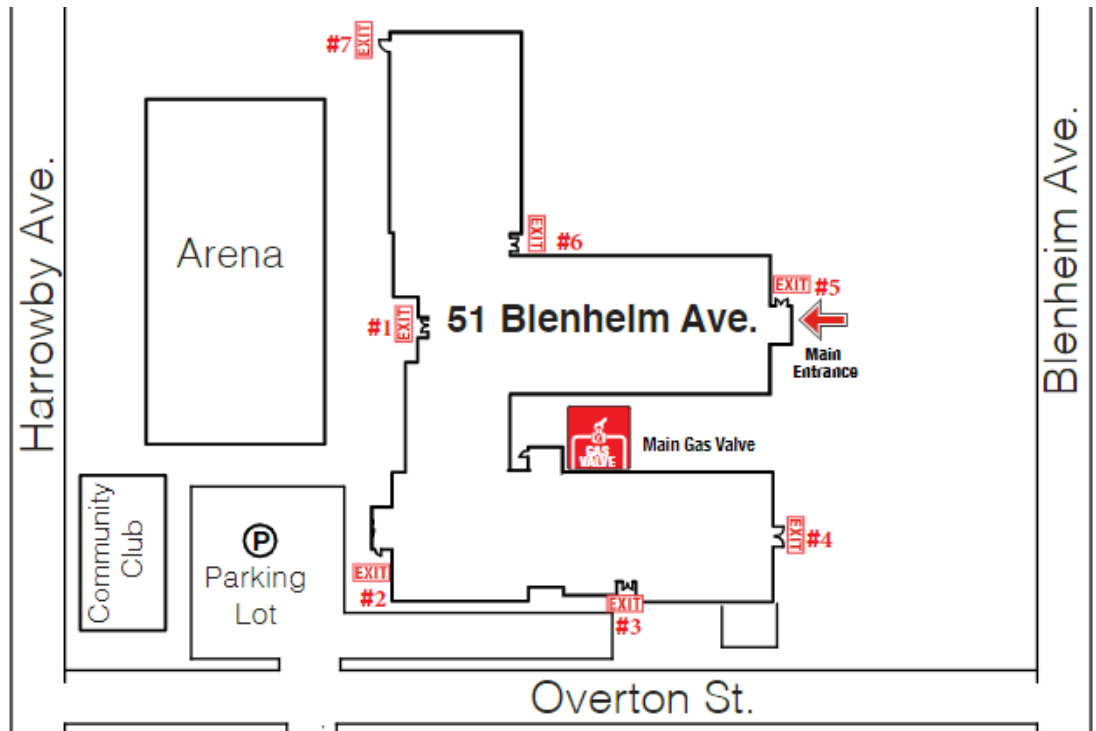 #7 EXIT
Harrowby Ave.
Blenheim Ave.
Arena
EXIT #6
EXIT #5
#1 EXIT
51 Blenheim Ave.
Main
Entrance
GAS
VALVE
Main Gas Valve
Community
Club
P
Parking
Lot
EXIT
#2
EXIT #4
EXIT
#3
Overton St.